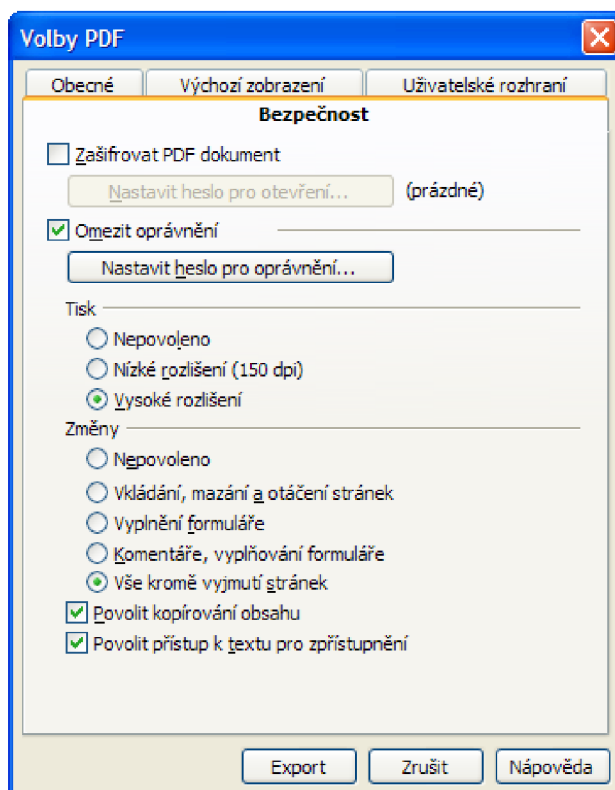 Volby PDF
Obecné Výchozí zobrazení Uživatelské rozhraní
Bezpečnost
Zašifrovat PDF dokument
Nastavit heslo pro otevření... (prázdné)
Omezit oprávnění
Nastavit heslo pro oprávnění...
Tisk
Nepovoleno
Nízké rozlišení (150 dpi)
Vysoké rozlišení
Změny
Nepovoleno
Vkládání, mazání a otáčení stránek
Vyplnění formuláře
Komentáře, vyplňování formuláře
Vše kromě vyjmutí stránek
Povolit kopírování obsahu
Povolit přístup k textu pro zpřístupnění
Export Zrušit Nápověda